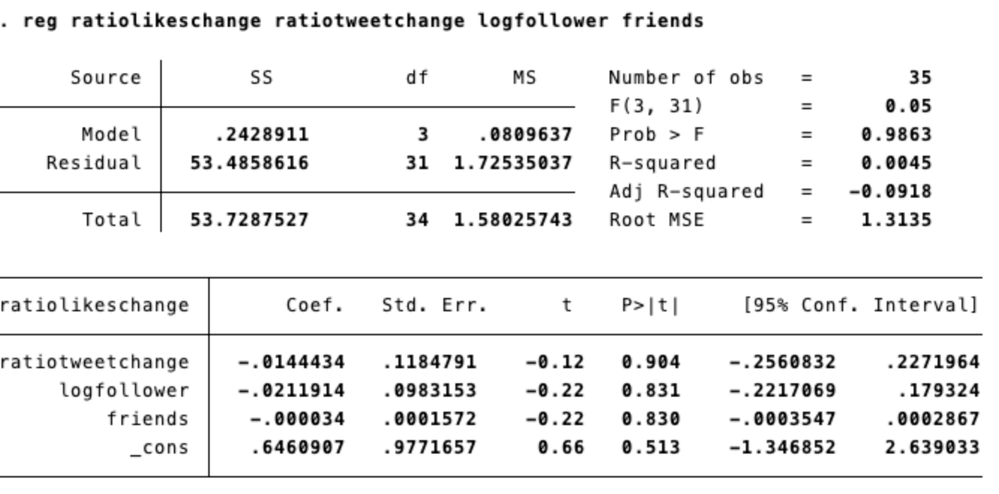 . reg ratiolikeschange ratiotweetchange logfollower friends
Source SS df MS Number of obs = 35
F(3, 31) = 0.05
Model .2428911 3 .0809637 Prob > F = 0.9863
Residual 53.4858616 31 1.72535037 R-squared = 0.0045
Adj R-squared = -0.0918
Total 53.7287527 34 1.58025743 Root MSE = 1.3135
ratiolikeschange Coef. Std. Err. t P>|t| [95% Conf. Interval]
ratiotweetchange -.0144434 .1184791 -0.12 0.904 -.2560832 .2271964
logfollower -.0211914 .0983153 -0.22 0.831 -.2217069 .179324
friends -.000034 .0001572 -0.22 0.830 -.0003547 .0002867
_cons .6460907 .9771657 0.66 0.513 -1.346852 2.639033